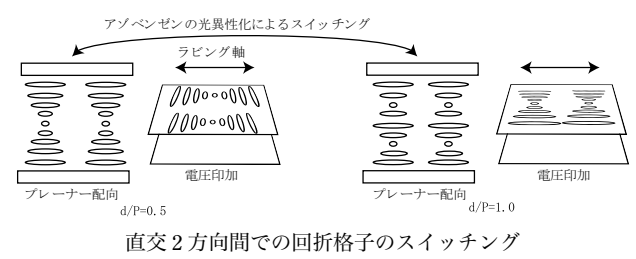 アゾベンゼンの光異性化によるスイッチング
ラビング軸
電圧印加
電圧印加
プレーナー配向
プレーナー配向
d/P=0.5
d/P=1.0
直交２方向間での回折格子のスイッチング